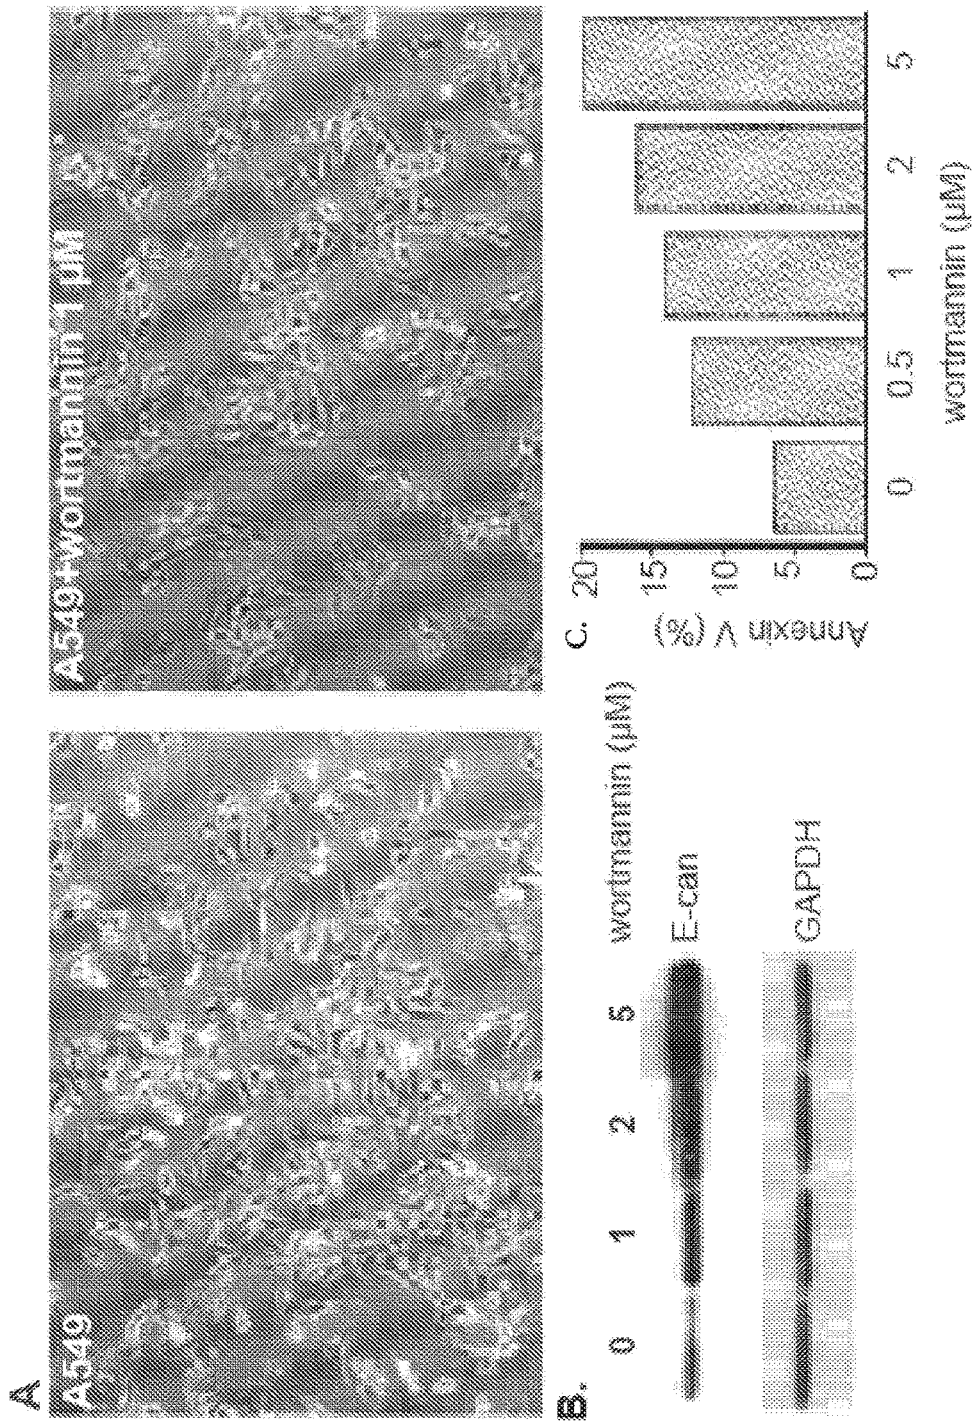 A
A549
A549+wortmannin 1 µM
B.
0 1 2 5 wortmannin (µM)
E-can
GAPDH
C.
Annexin V (%)
20
15
10
5
0
0 0.5 1 2 5
wortmannin (µM)